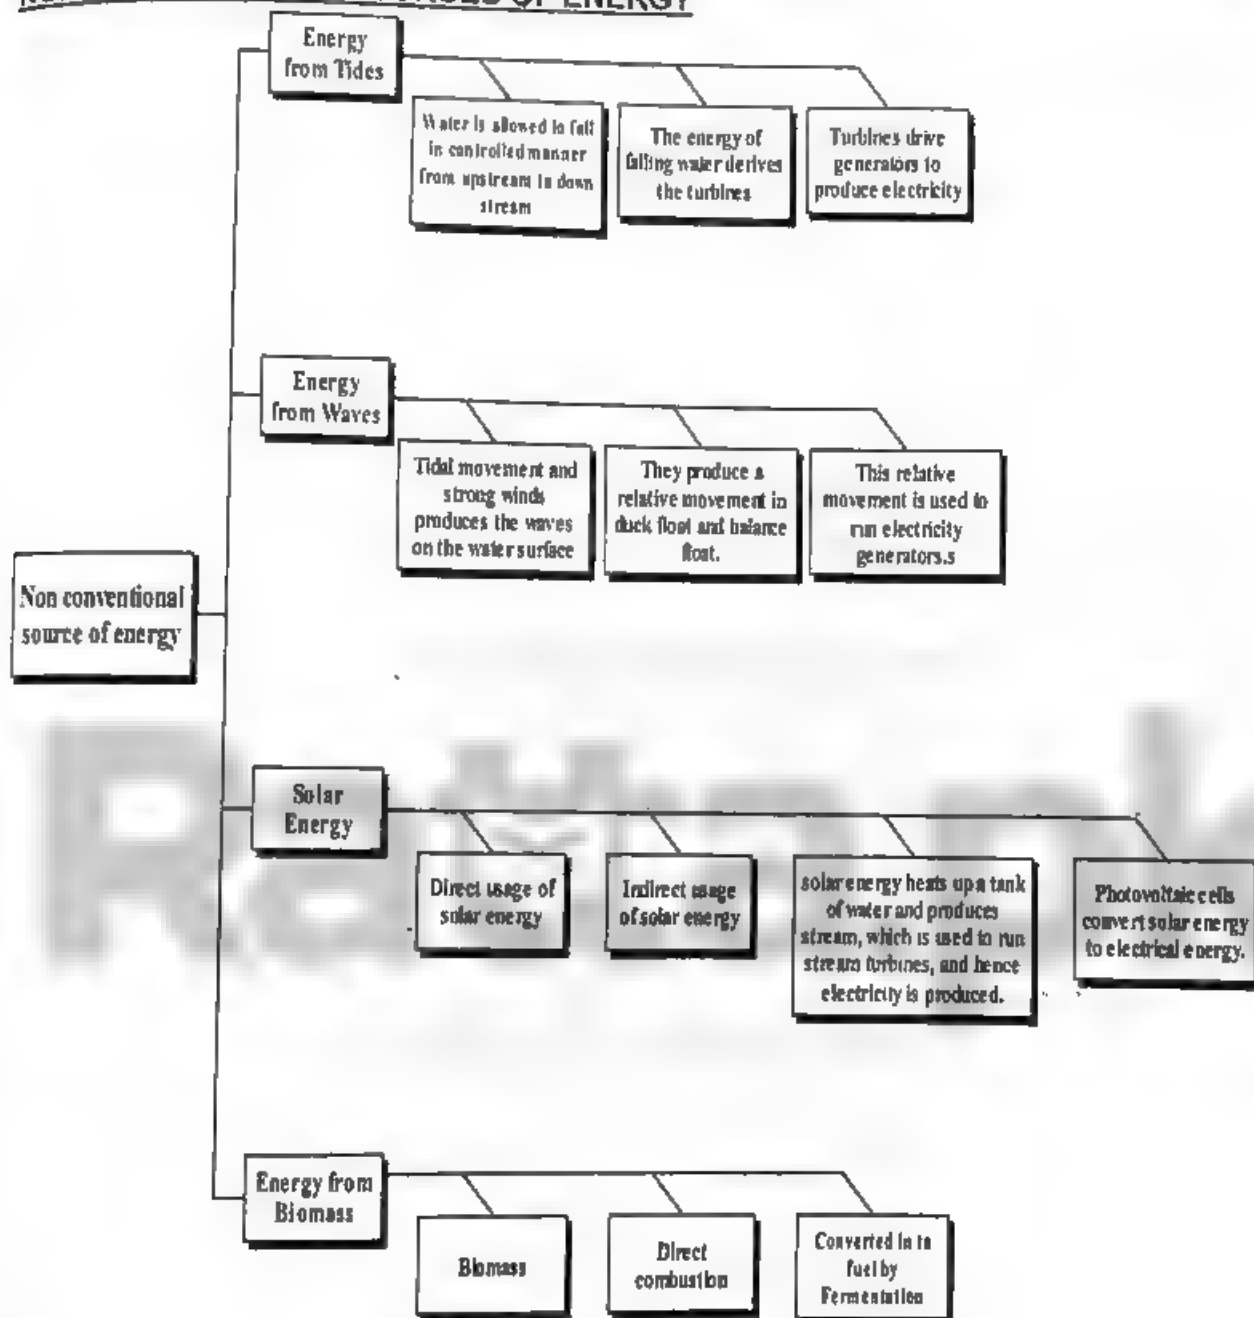 OF ENERGY
Energy
from Tides
Water is allowed to fall
in controlled manner
from upstream to down
stream
The energy of
falling water derives
the turbines
Turbines drive
generators to
produce electricity
Energy
from Waves
Tidal movement and
strong winds
produces the waves
on the water surface
They produce a
relative movement in
duck float and balance
float.
This relative
movement is used to
run electricity
generators.s
Non conventional
source of energy
Solar
Energy
Direct usage of
solar energy
Indirect usage
of solar energy
solar energy heats up a tank
of water and produces
stream, which is used to run
stream turbines, and hence
electricity is produced.
Photovoltaic cells
convert solar energy
to electrical energy.
Energy from
Biomass
Biomass
Direct
combustion
Converted in to
fuel by
Fermentation